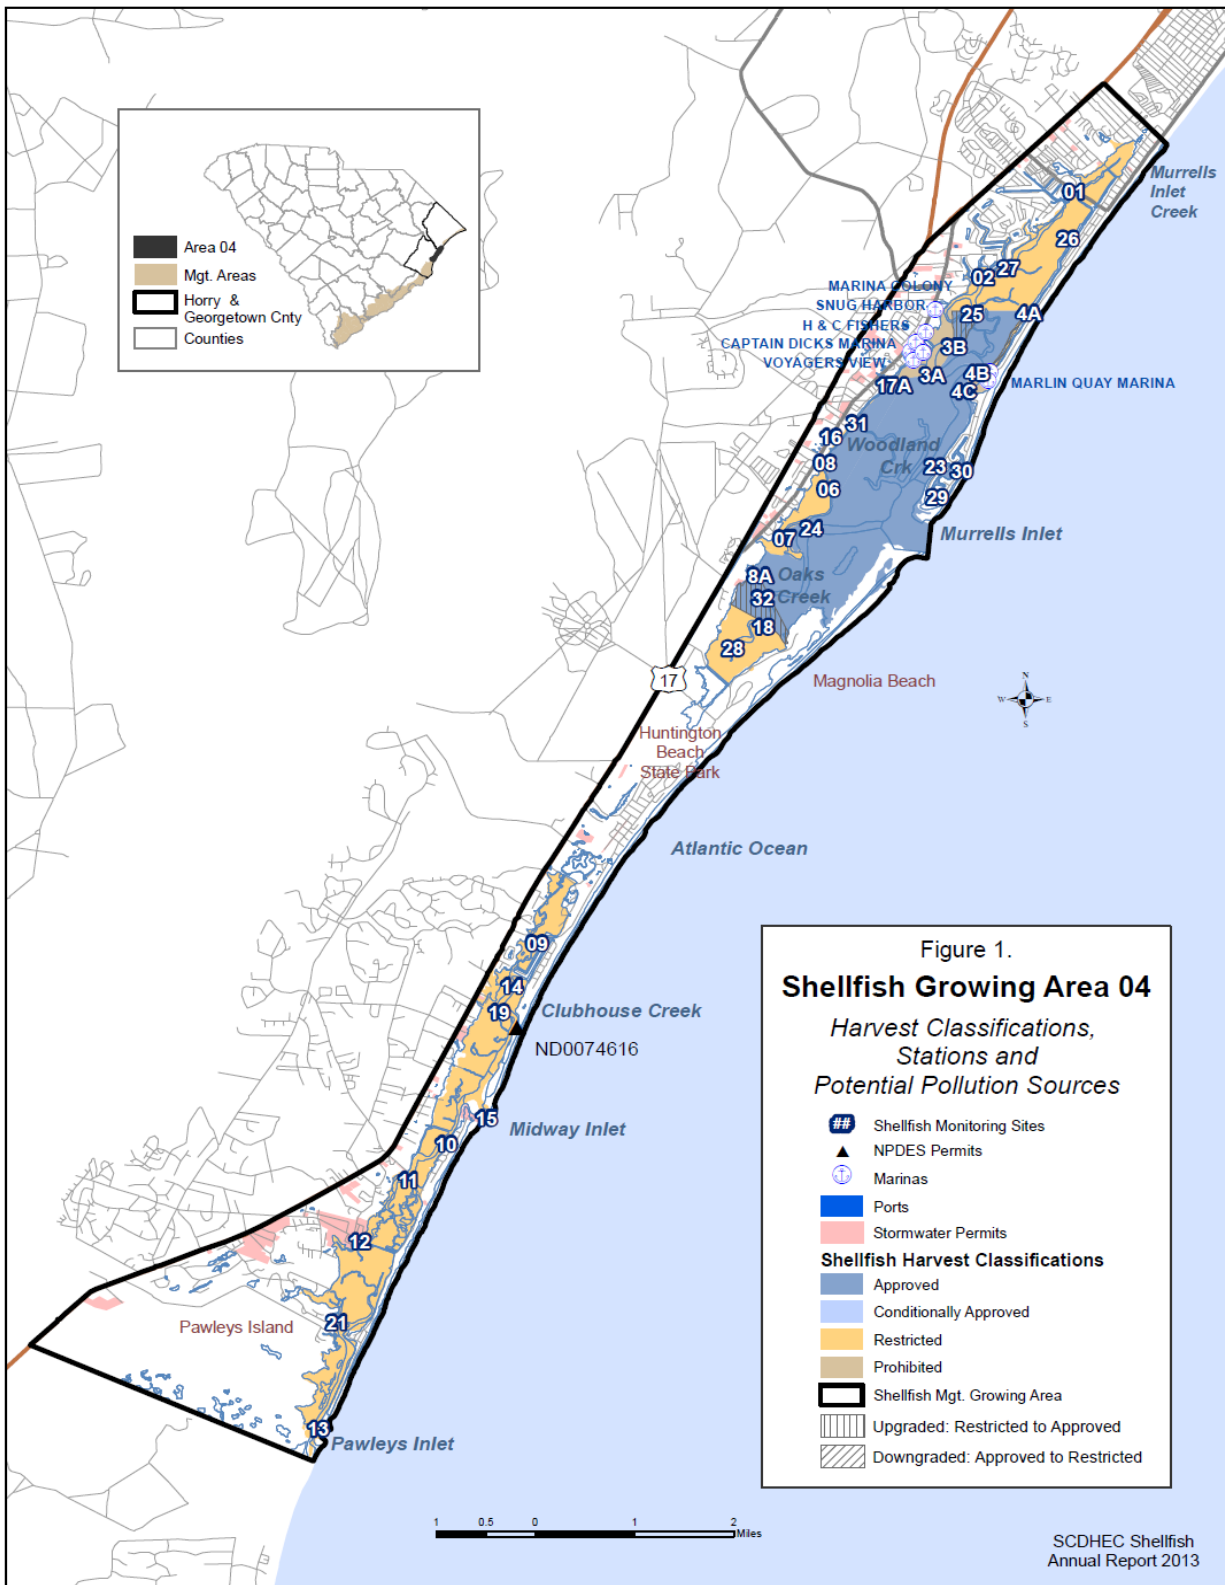 Area 04
Mgt. Areas
Horry &
Georgetown Cnty
Counties
Murrells
Inlet
Creek
01
26
27
02
MARINA COLONY
SNUG HARBOR
25
4A
H & C FISHERS
CAPTAIN DICKS MARINA
3B
VOYAGERS VIEW
3A
4B
17A
4C
MARLIN QUAY MARINA
31
16
Woodland
Crk
08
23
30
06
29
24
07
Murrells Inlet
8A
Oaks
Creek
32
18
28
17
Magnolia Beach
N
W
E
S
Huntington
Beach
State Park
Atlantic Ocean
09
14
19
Clubhouse Creek
ND0074616
15
Midway Inlet
10
11
12
21
Pawleys Island
13
Pawleys Inlet
Figure 1.
Shellfish Growing Area 04
Harvest Classifications,
Stations and
Potential Pollution Sources
## Shellfish Monitoring Sites
NPDES Permits
Marinas
Ports
Stormwater Permits
Shellfish Harvest Classifications
Approved
Conditionally Approved
Restricted
Prohibited
Shellfish Mgt. Growing Area
Upgraded: Restricted to Approved
Downgraded: Approved to Restricted
1 0.5 0 1 2
Miles
SCDHEC Shellfish
Annual Report 2013